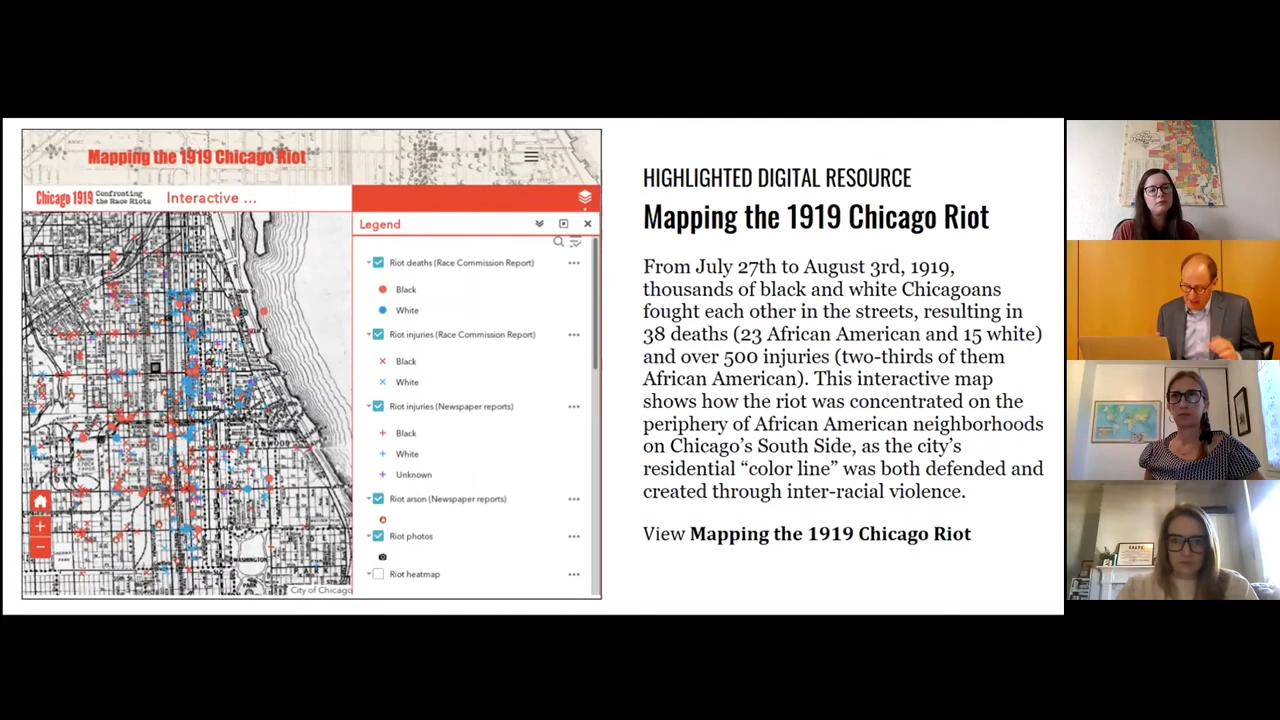 Mapping the 1919 Chicago Riot
Chicago 1919 Confronting the Race Riots Interactive ...
Legend
Riot deaths (Race Commission Report)
Black
White
Riot injuries (Race Commission Report)
Black
White
Riot injuries (Newspaper reports)
Black
White
Unknown
Riot arson (Newspaper reports)
Riot photos
Riot heatmap
KENWOOD
WASHINGTON
City of Chicago
HIGHLIGHTED DIGITAL RESOURCE
Mapping the 1919 Chicago Riot
From July 27th to August 3rd, 1919,
thousands of black and white Chicagoans
fought each other in the streets, resulting in
38 deaths (23 African American and 15 white)
and over 500 injuries (two-thirds of them
African American). This interactive map
shows how the riot was concentrated on the
periphery of African American neighborhoods
on Chicago’s South Side, as the city’s
residential “color line” was both defended and
created through inter-racial violence.
View Mapping the 1919 Chicago Riot